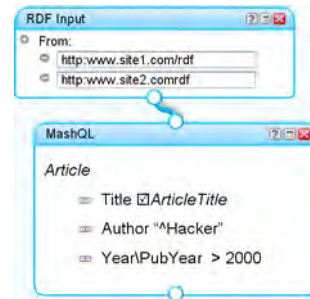 RDF Input
From:
http:www.site1.com/rdf
http:www.site2.comrdf
MashQL
Article
Title ☑ArticleTitle
Author "^Hacker"
Year\PubYear > 2000